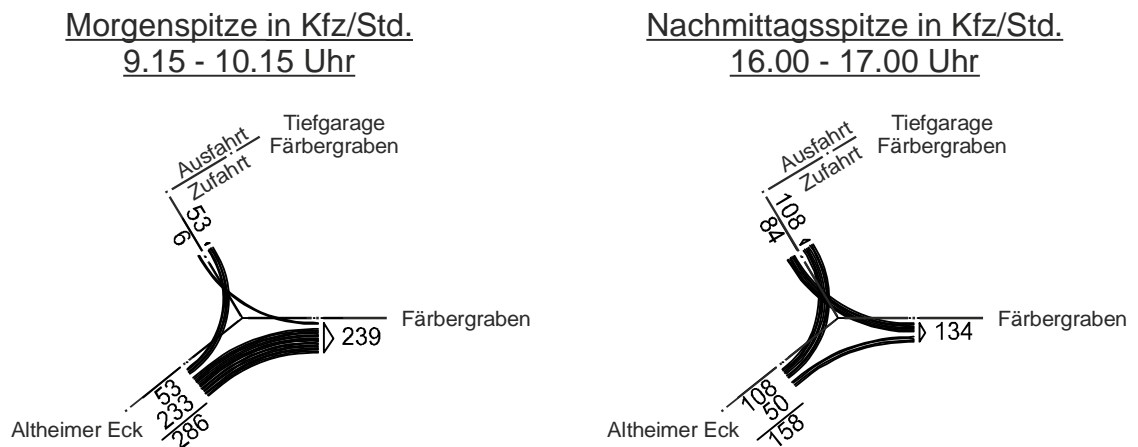 Morgenspitze in Kfz/Std.
9.15 - 10.15 Uhr
Tiefgarage
Färbergraben
Ausfahrt
Zufahrt
53
6
Färbergraben
239
53
233
286
Altheimer Eck
Nachmittagsspitze in Kfz/Std.
16.00 - 17.00 Uhr
Tiefgarage
Färbergraben
Ausfahrt
Zufahrt
108
84
Färbergraben
134
108
50
158
Altheimer Eck